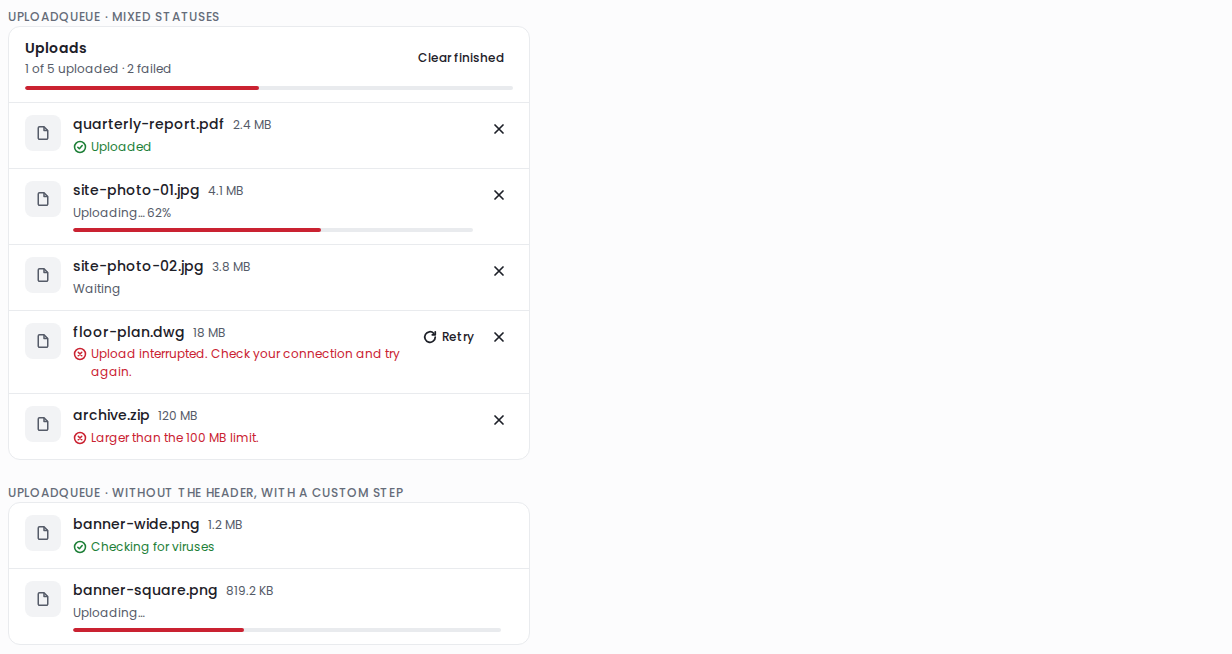 UPLOADQUEUE · MIXED STATUSES
Uploads
1 of 5 uploaded · 2 failed
Clear finished
quarterly-report.pdf 2.4 MB
Uploaded
site-photo-01.jpg 4.1 MB
Uploading… 62%
site-photo-02.jpg 3.8 MB
Waiting
floor-plan.dwg 18 MB
Retry
Upload interrupted. Check your connection and try
again.
archive.zip 120 MB
Larger than the 100 MB limit.
UPLOADQUEUE · WITHOUT THE HEADER, WITH A CUSTOM STEP
banner-wide.png 1.2 MB
Checking for viruses
banner-square.png 819.2 KB
Uploading…